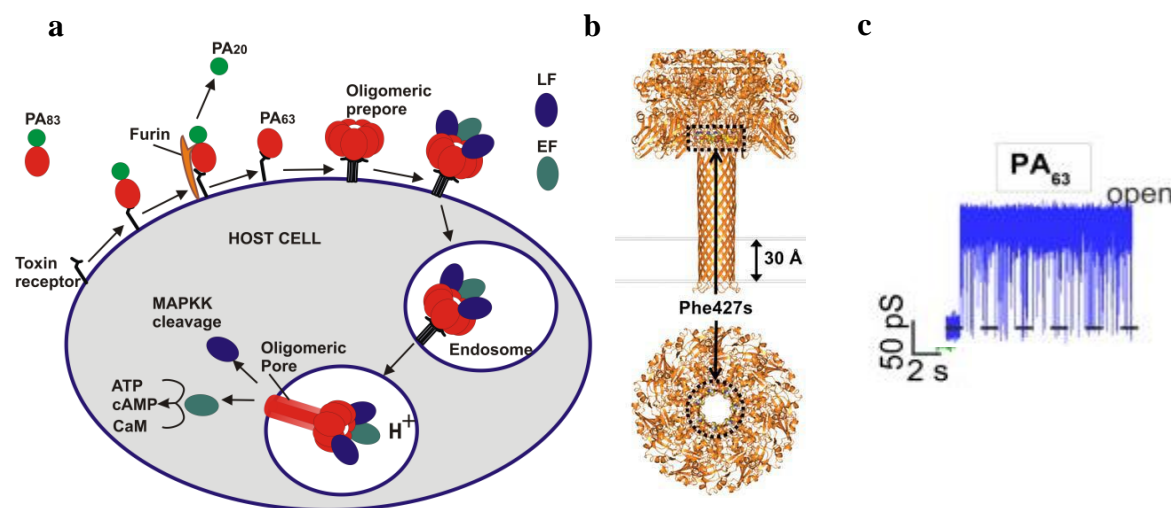 a
PA20
PA83
Furin
PA63
Oligomeric
prepore
LF
EF
HOST CELL
Toxin
receptor
MAPKK
cleavage
Oligomeric
Pore
Endosome
ATP
cAMP
CaM
H+
b
30 Å
Phe427s
c
PA63
open
50 pS
2 s